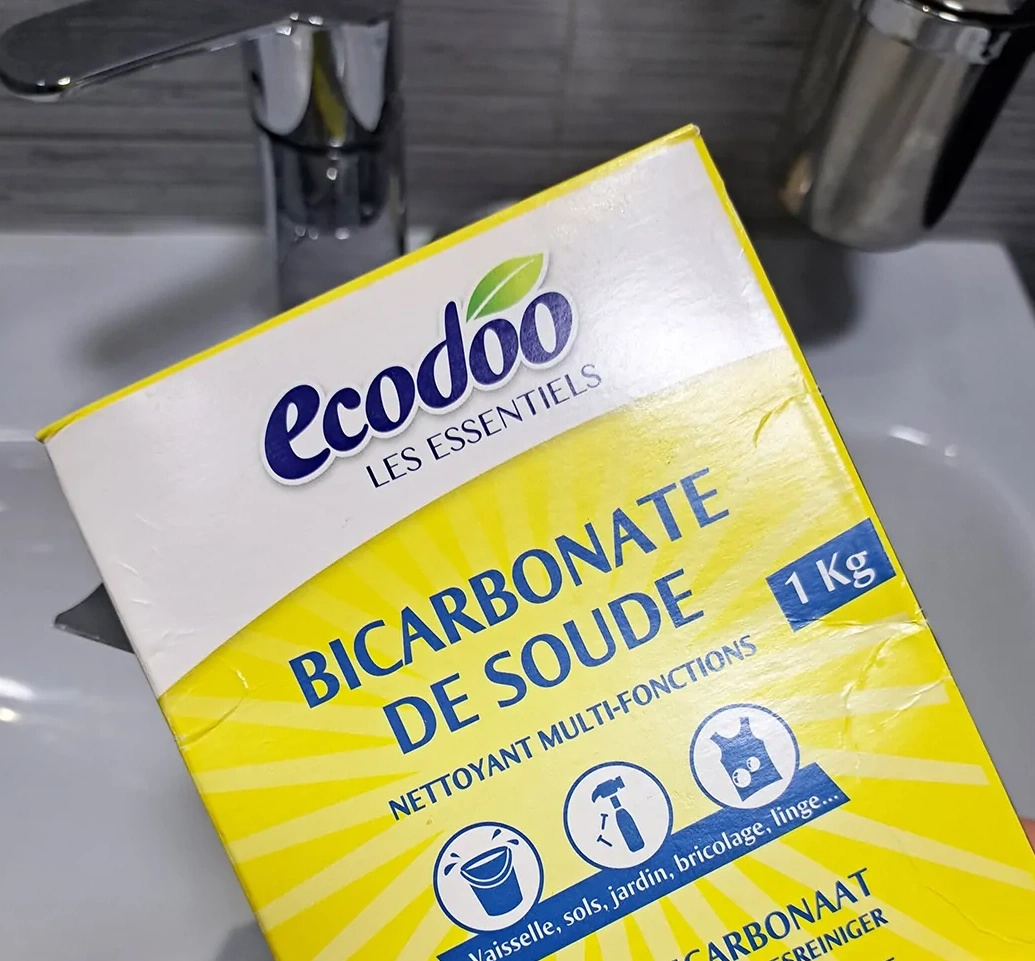 ecodoo
LES ESSENTIELS
BICARBONATE
DE SOUDE
1 Kg
NETTOYANT MULTI-FONCTIONS
Vaisselle, sols, jardin, bricolage, linge...